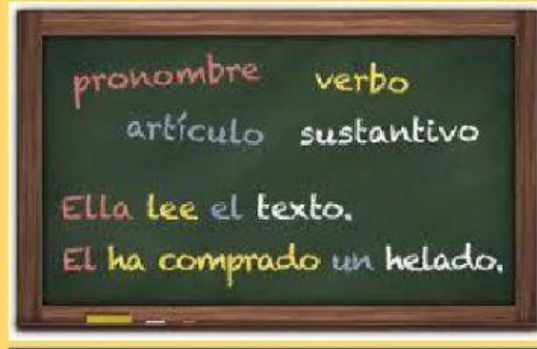 pronombre verbo
artículo sustantivo
Ella lee el texto.
El ha comprado un helado.